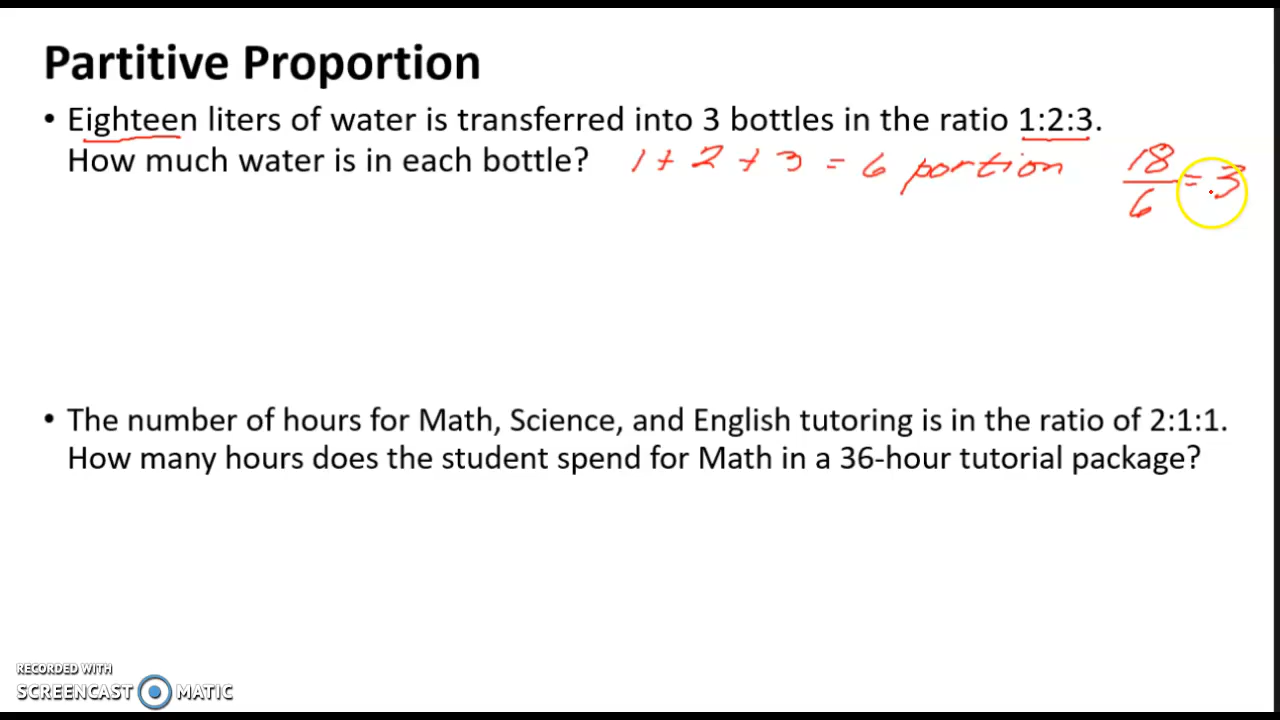 Partitive Proportion
• Eighteen liters of water is transferred into 3 bottles in the ratio 1:2:3.
How much water is in each bottle? 1 + 2 + 3 = 6 portion 18/6 = 3
• The number of hours for Math, Science, and English tutoring is in the ratio of 2:1:1.
How many hours does the student spend for Math in a 36-hour tutorial package?
RECORDED WITH
SCREENCAST MATIC